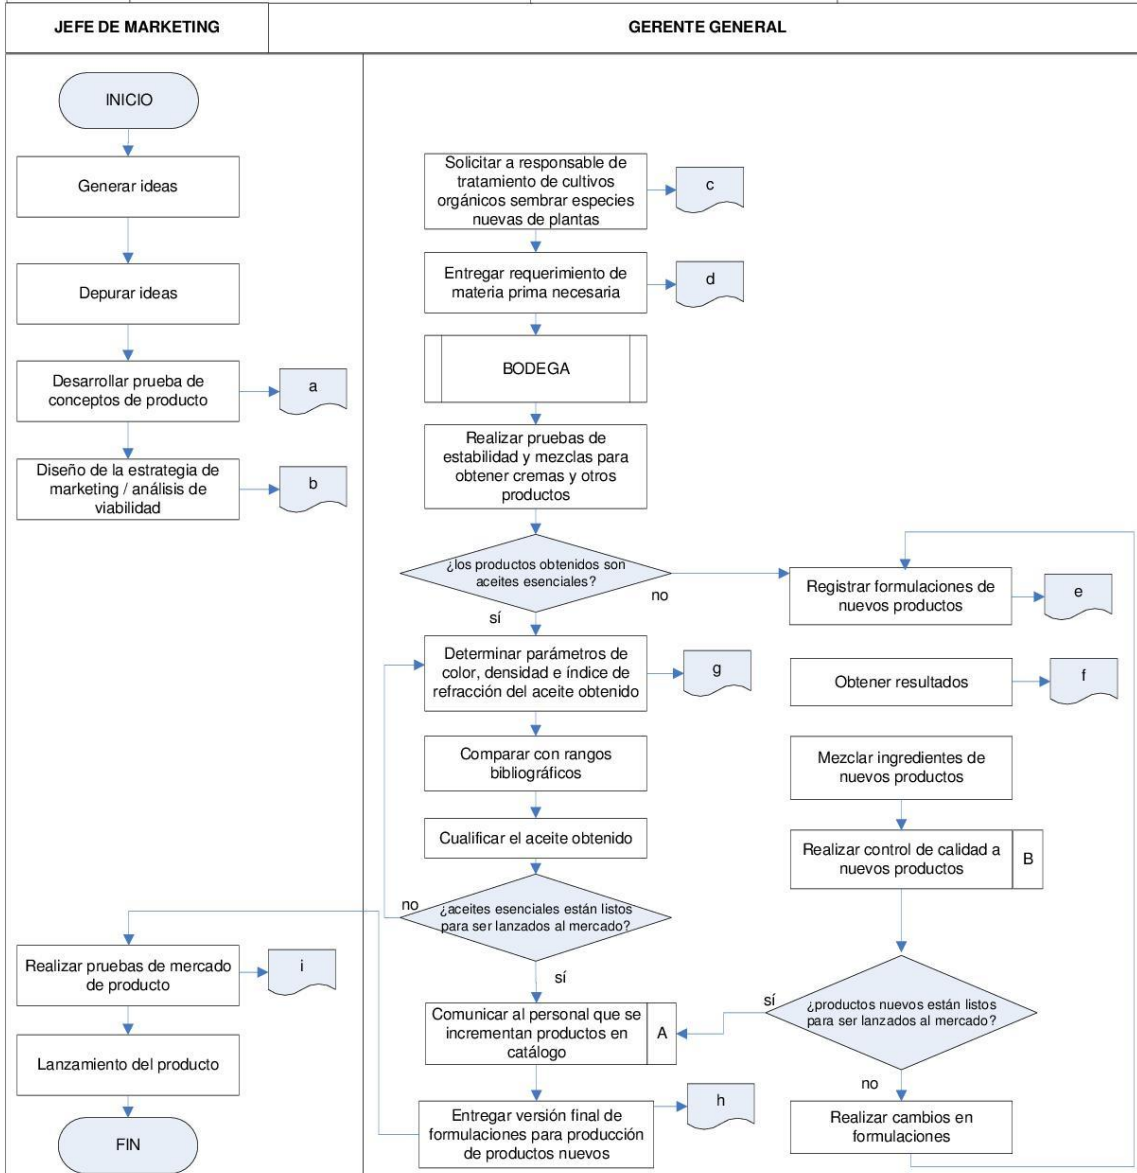 JEFE DE MARKETING
GERENTE GENERAL
INICIO
Generar ideas
Depurar ideas
Desarrollar prueba de
conceptos de producto
a
Diseño de la estrategia de
marketing / análisis de
viabilidad
b
Solicitar a responsable de
tratamiento de cultivos
orgánicos sembrar especies
nuevas de plantas
c
Entregar requerimiento de
materia prima necesaria
d
BODEGA
Realizar pruebas de
estabilidad y mezclas para
obtener cremas y otros
productos
¿los productos obtenidos son
aceites esenciales?
no
sí
Registrar formulaciones de
nuevos productos
e
Determinar parámetros de
color, densidad e índice de
refracción del aceite obtenido
g
Obtener resultados
f
Comparar con rangos
bibliográficos
Mezclar ingredientes de
nuevos productos
Cualificar el aceite obtenido
Realizar control de calidad a
nuevos productos
B
no
¿aceites esenciales están listos
para ser lanzados al mercado?
sí
Realizar pruebas de mercado
de producto
i
Comunicar al personal que se
incrementan productos en
catálogo
A
sí
¿productos nuevos están listos
para ser lanzados al mercado?
no
Lanzamiento del producto
Entregar versión final de
formulaciones para producción
de productos nuevos
h
Realizar cambios en
formulaciones
FIN